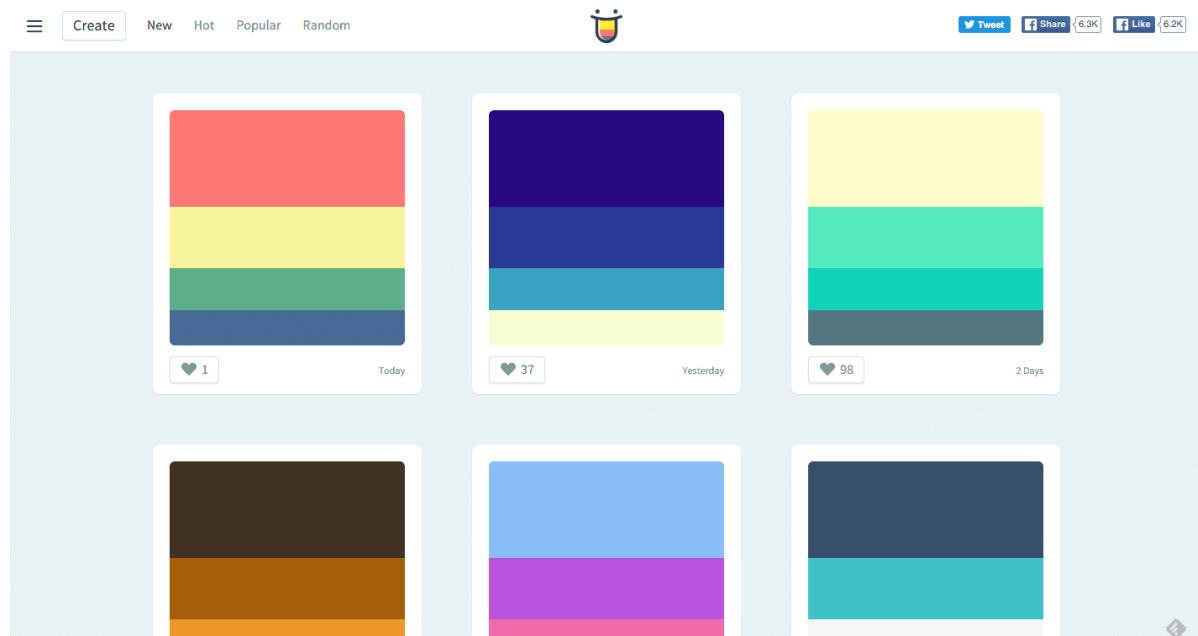 Create New Hot Popular Random Tweet Share 6.3K Like 6.2K
1 Today 37 Yesterday 98 2 Days